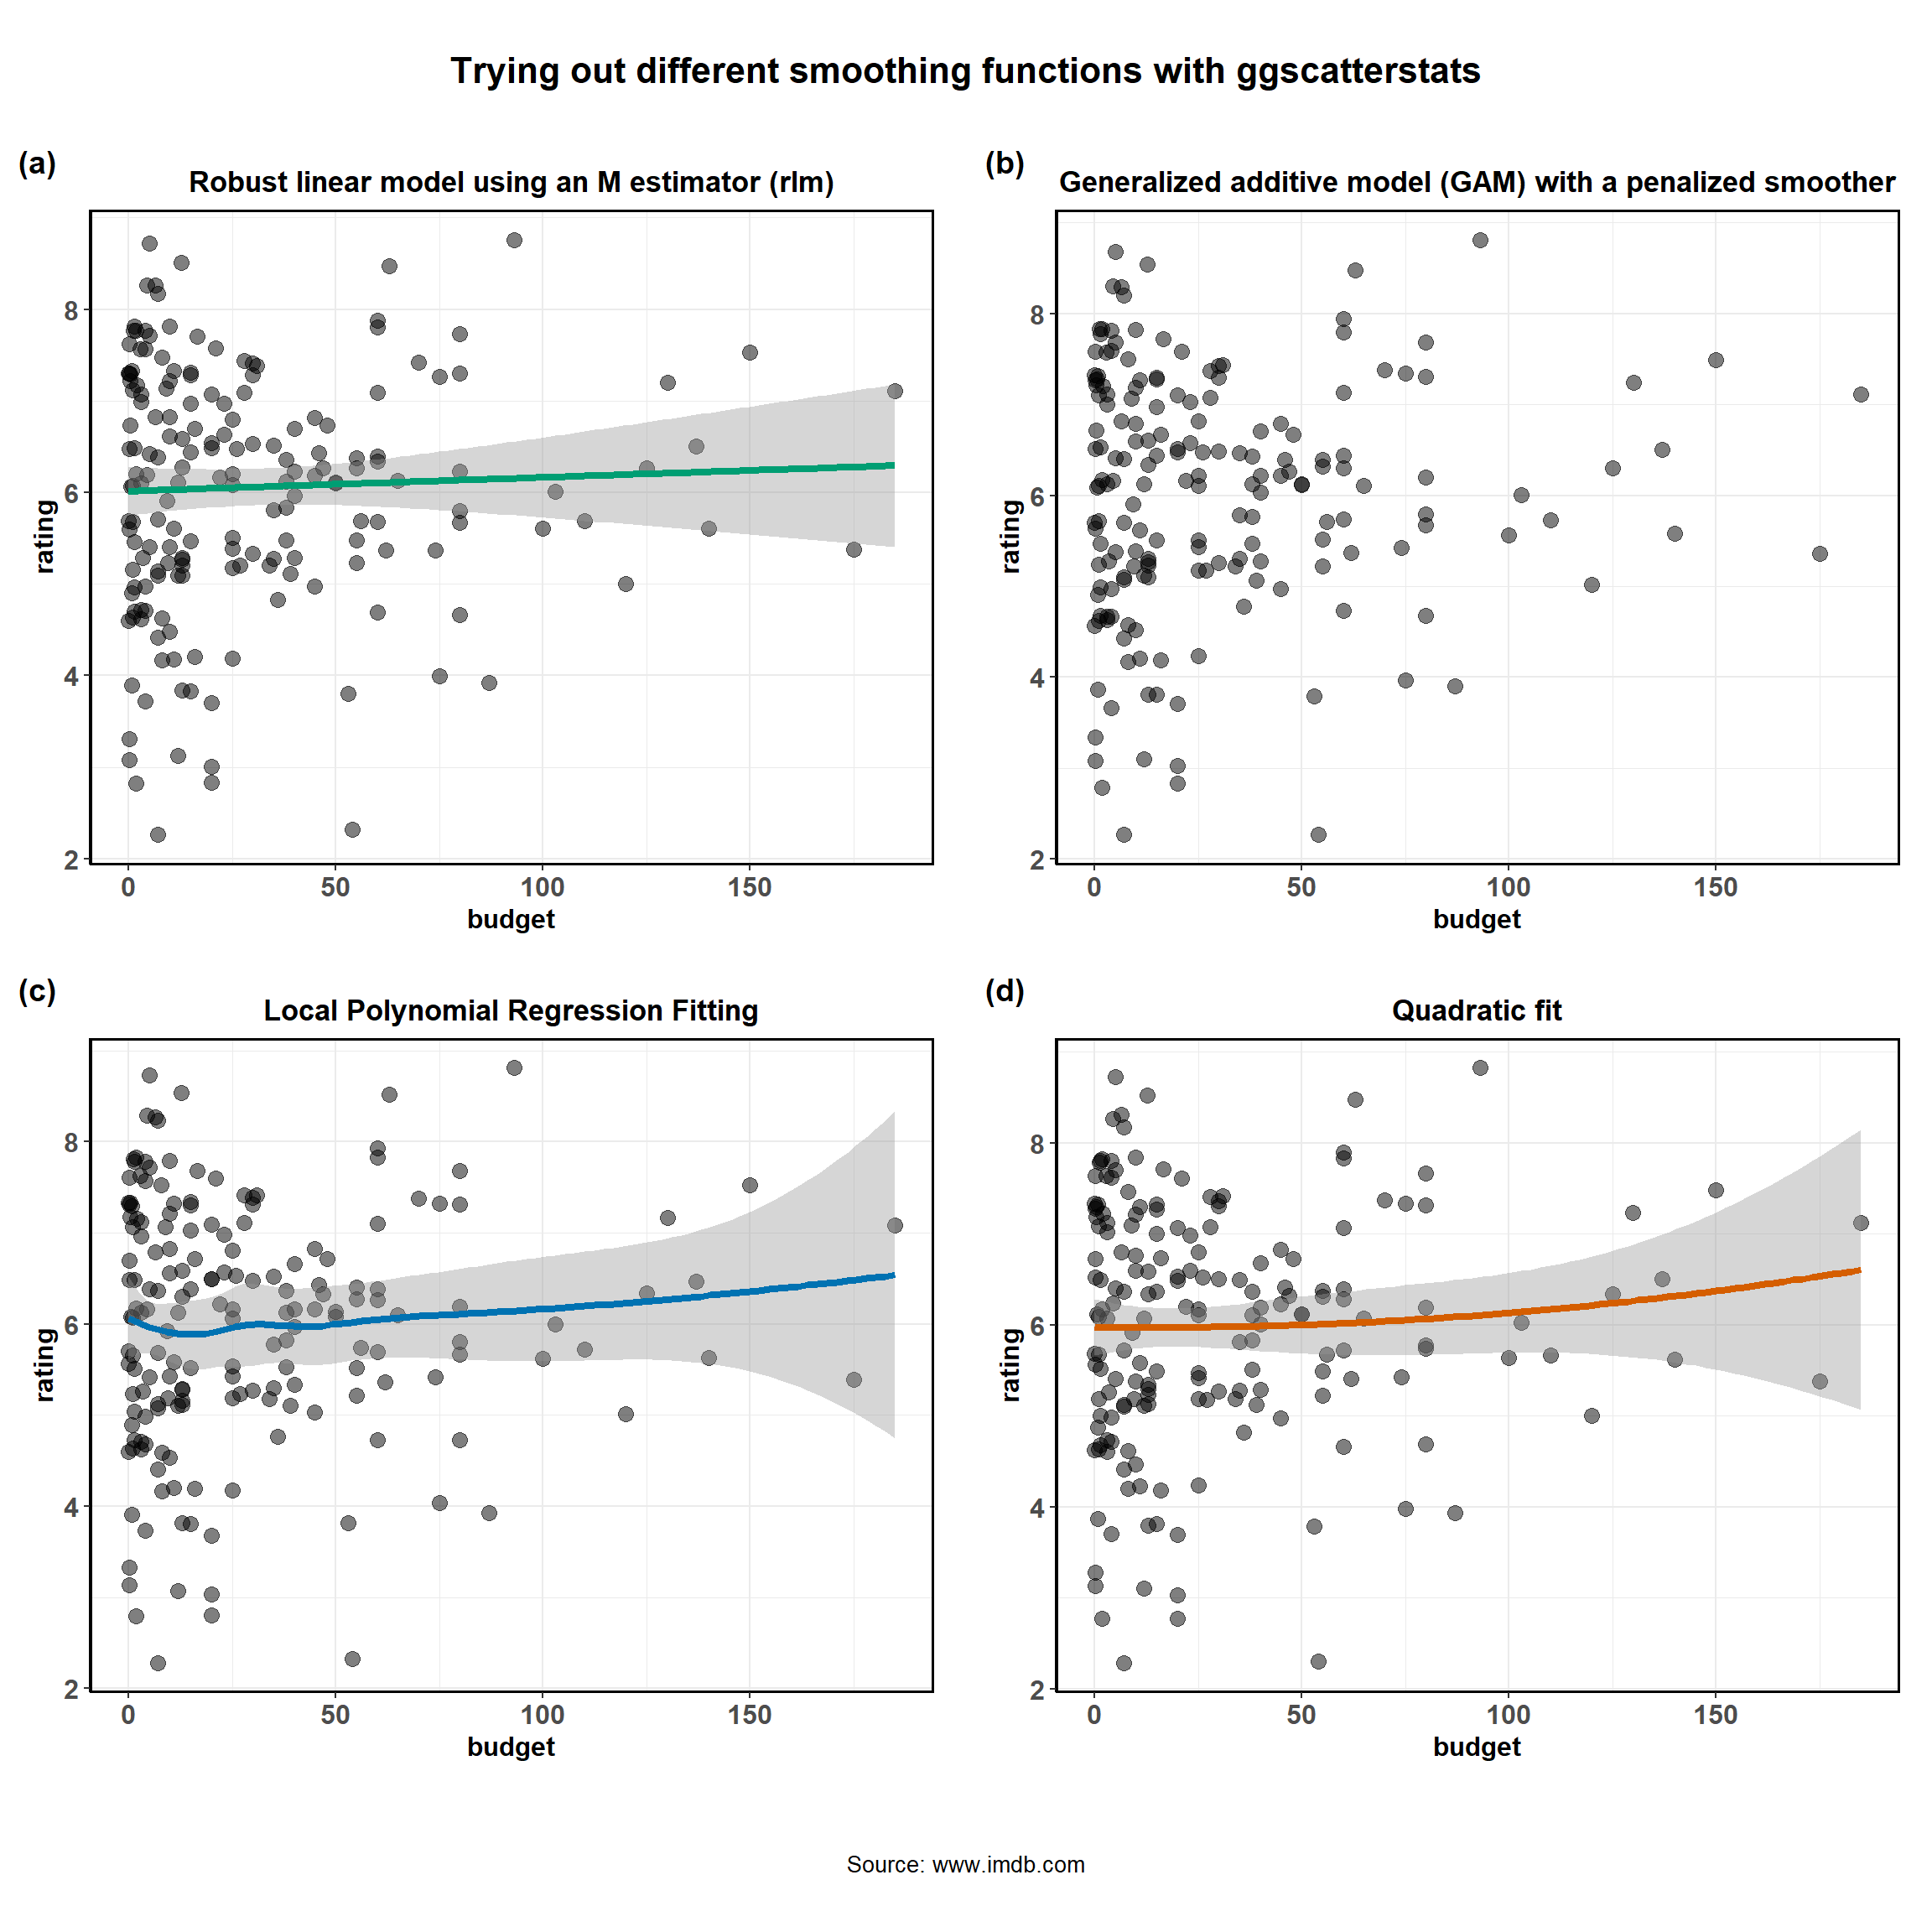 Trying out different smoothing functions with ggscatterstats
(a)
Robust linear model using an M estimator (rlm)
rating
8
6
4
2
0 50 100 150
budget
(b)
Generalized additive model (GAM) with a penalized smoother
rating
8
6
4
2
0 50 100 150
budget
(c)
Local Polynomial Regression Fitting
rating
8
6
4
2
0 50 100 150
budget
(d)
Quadratic fit
rating
8
6
4
2
0 50 100 150
budget
Source: www.imdb.com